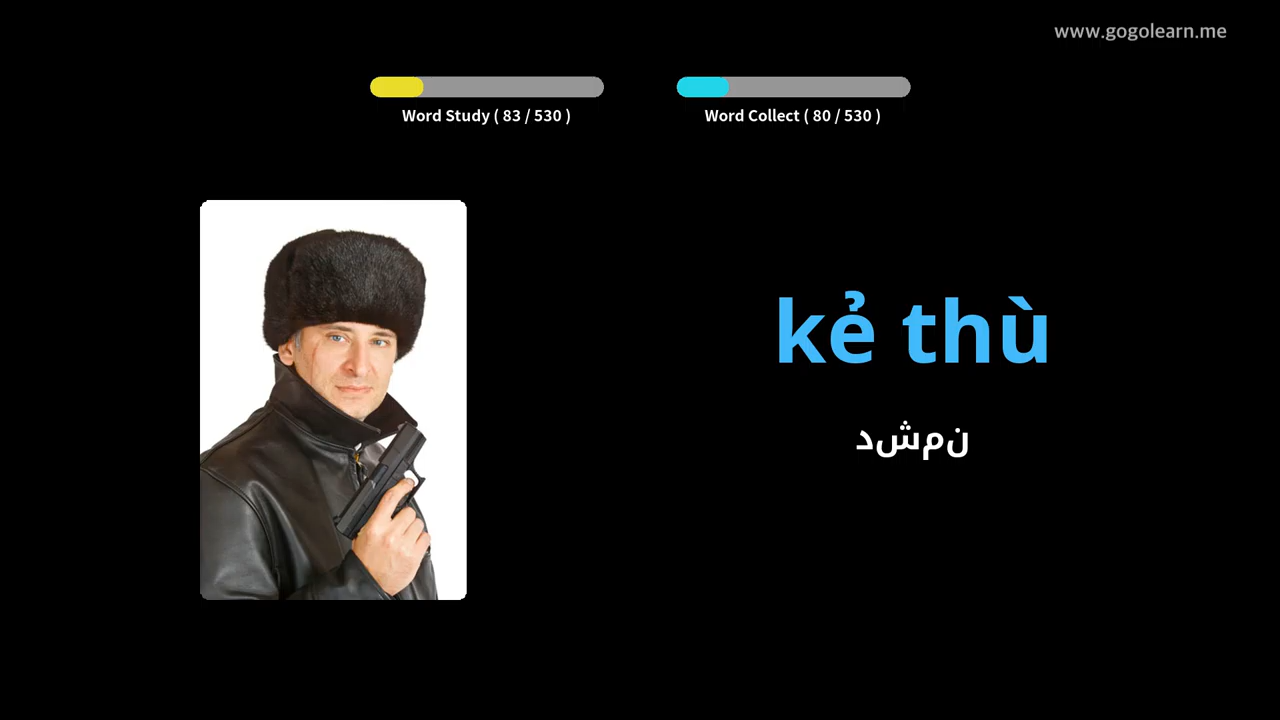 www.gogolearn.me
Word Study ( 83 / 530 )
Word Collect ( 80 / 530 )
kẻ thù
دشمن